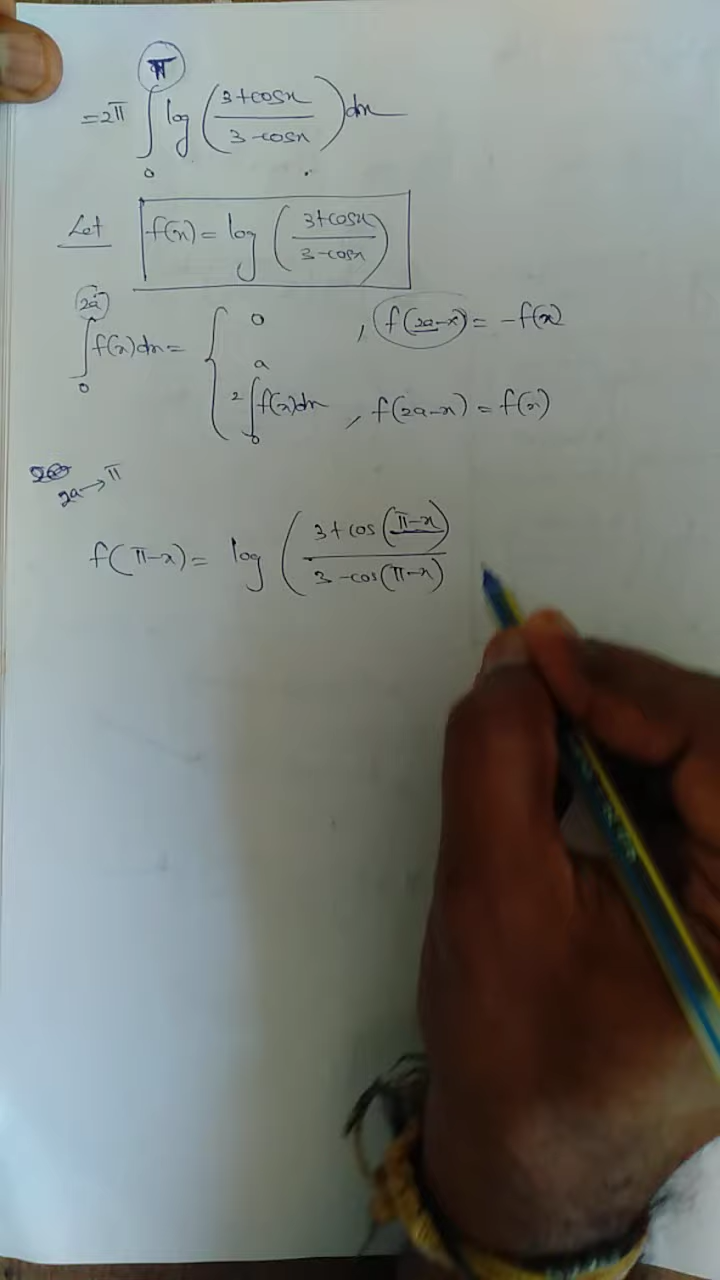 = 2π ∫₀^π log ( (3+cosx)/(3-cosx) ) dx
Let f(x) = log ( (3+cosx)/(3-cosx) )
∫₀^2a f(x)dx = { 0 , f(2a-x) = -f(x)
2 ∫₀^a f(x)dx , f(2a-x) = f(x)
2a → π
f(π-x) = log ( (3+cos(π-x))/(3-cos(π-x))